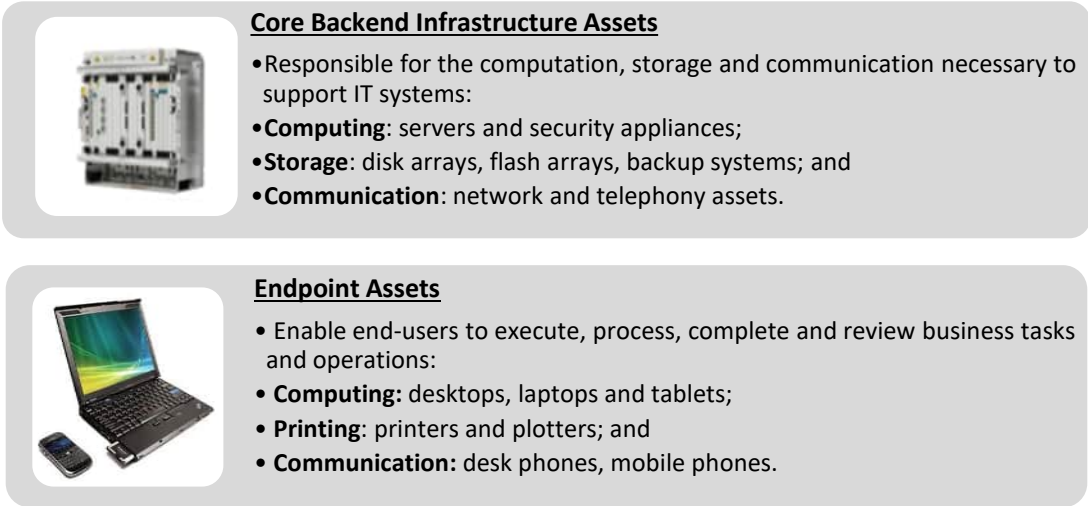 Core Backend Infrastructure Assets
•Responsible for the computation, storage and communication necessary to
support IT systems:
•Computing: servers and security appliances;
•Storage: disk arrays, flash arrays, backup systems; and
•Communication: network and telephony assets.
Endpoint Assets
• Enable end-users to execute, process, complete and review business tasks
and operations:
• Computing: desktops, laptops and tablets;
• Printing: printers and plotters; and
• Communication: desk phones, mobile phones.